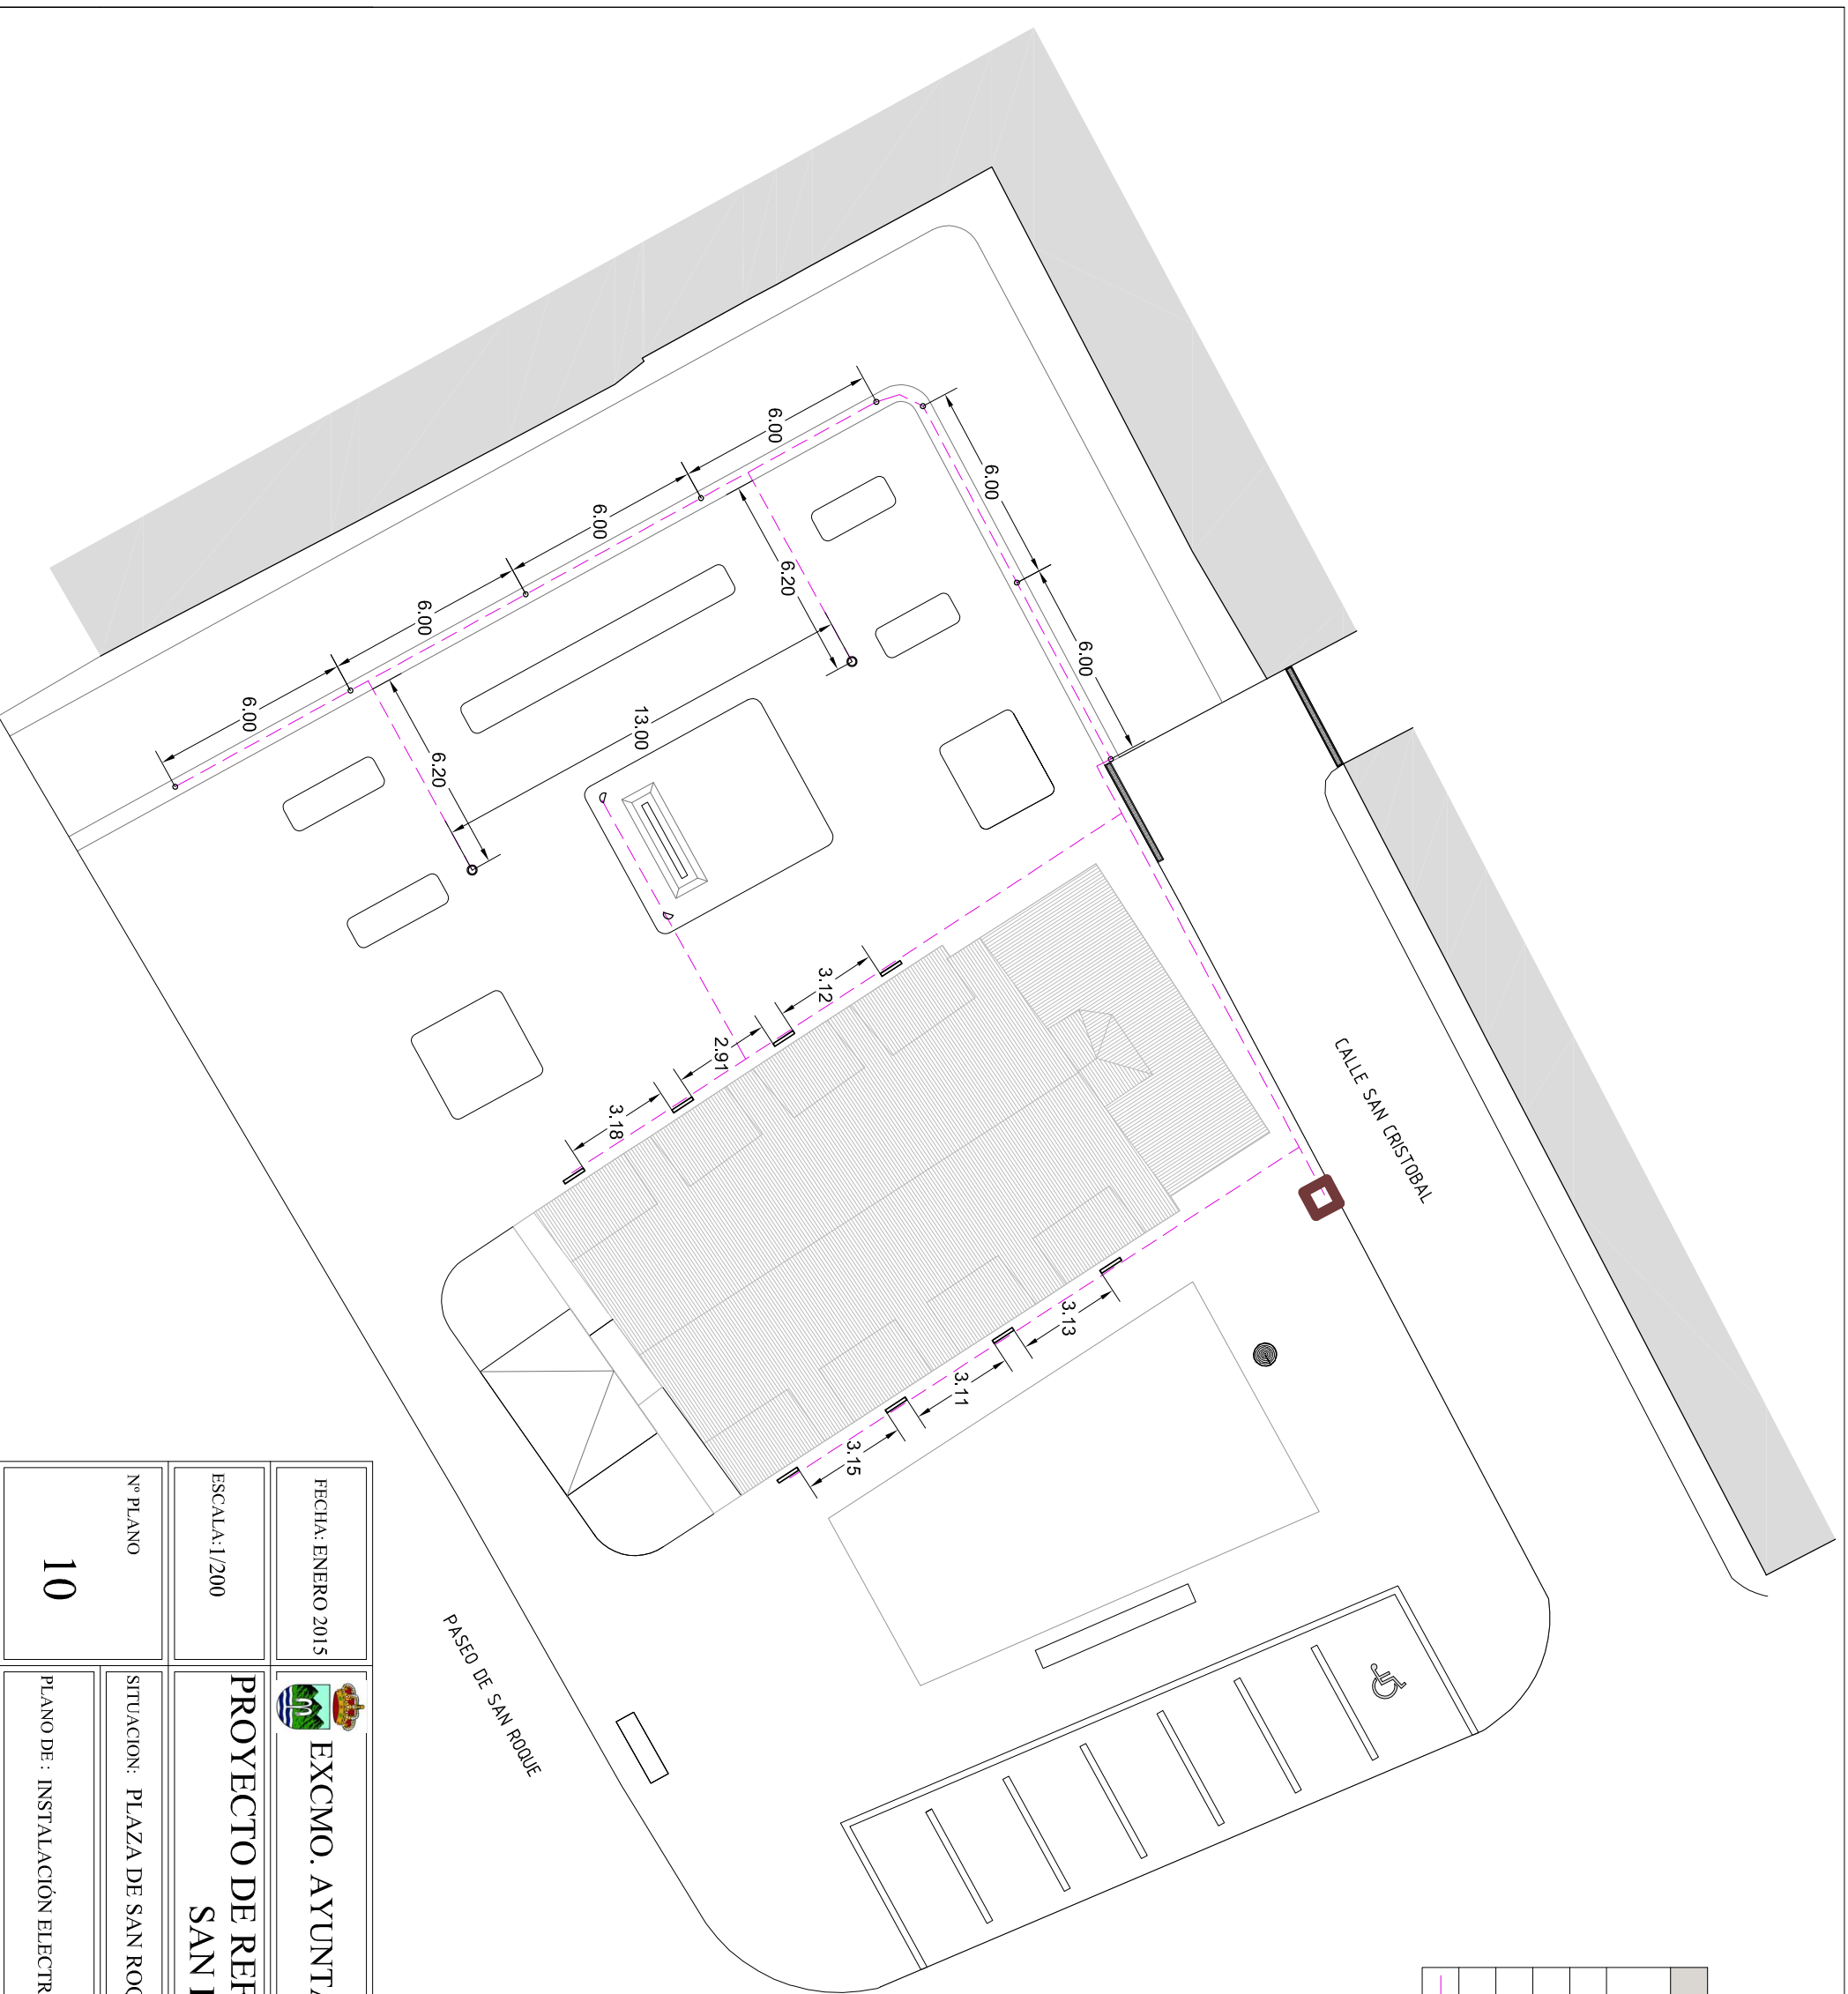 6.00
6.00
6.00
6.00
6.00
6.00
6.20
6.20
13.00
3.12
2.91
3.18
3.13
3.11
3.15
CALLE SAN CRISTOBAL
PASEO DE SAN ROQUE
FECHA: ENERO 2015
ESCALA:1/200
Nº PLANO
10
EXCMO. AYUNTA
PROYECTO DE REF
SAN
SITUACION: PLAZA DE SAN ROQ
PLANO DE : INSTALACIÓN ELECTR